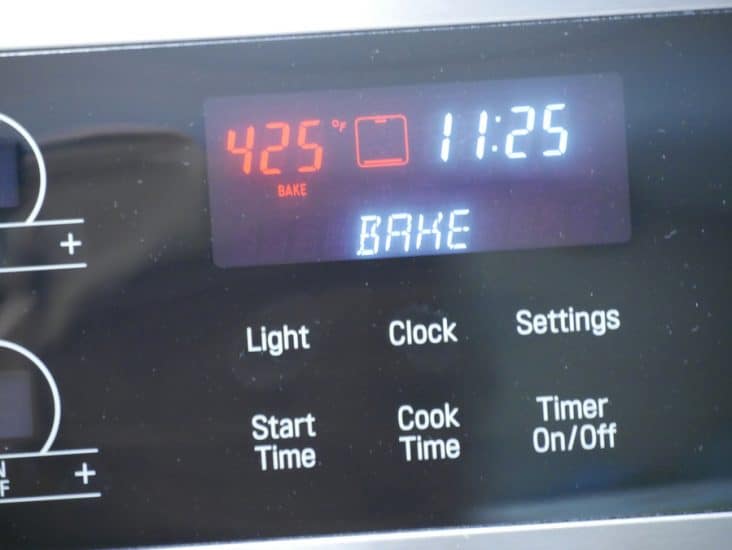 425 °F 11:25
BAKE
BAKE
Light Clock Settings
Start Time
Cook Time
Timer On/Off
+
+